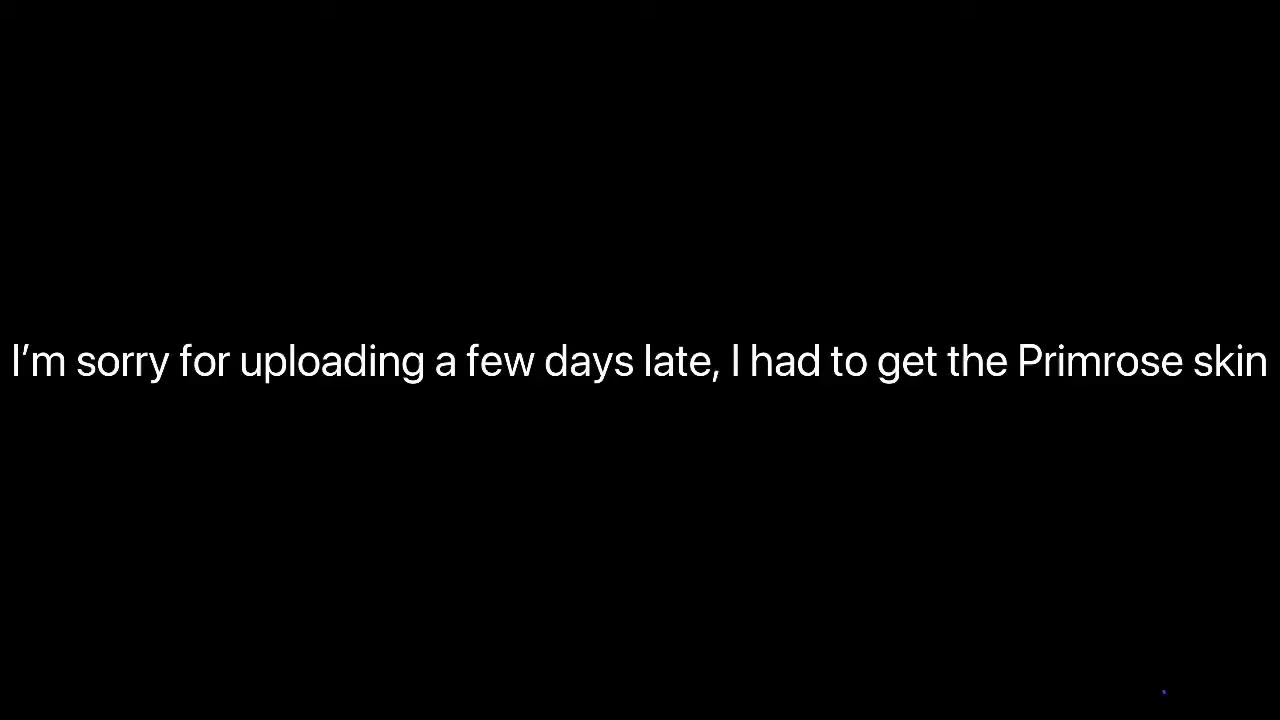 I’m sorry for uploading a few days late, I had to get the Primrose skin